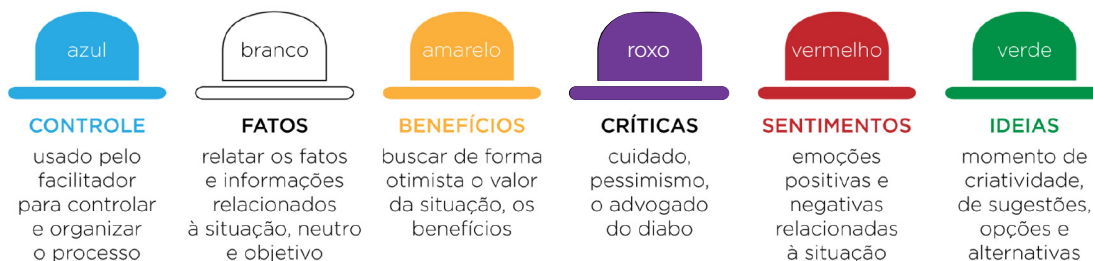 azul
CONTROLE
usado pelo
facilitador
para controlar
e organizar
o processo
branco
FATOS
relatar os fatos
e informações
relacionados
à situação, neutro
e objetivo
amarelo
BENEFÍCIOS
buscar de forma
otimista o valor
da situação, os
benefícios
roxo
CRÍTICAS
cuidado,
pessimismo,
o advogado
do diabo
vermelho
SENTIMENTOS
emoções
positivas e
negativas
relacionadas
à situação
verde
IDEIAS
momento de
criatividade,
de sugestões,
opções e
alternativas